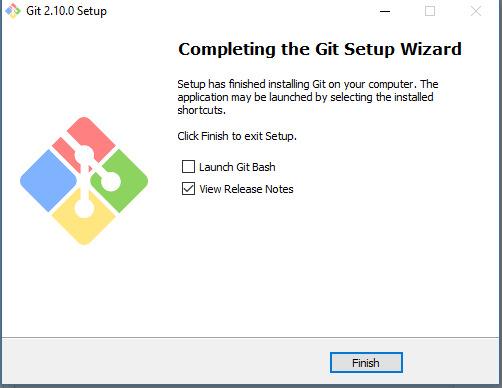 Git 2.10.0 Setup
Completing the Git Setup Wizard
Setup has finished installing Git on your computer. The
application may be launched by selecting the installed
shortcuts.
Click Finish to exit Setup.
Launch Git Bash
View Release Notes
Finish